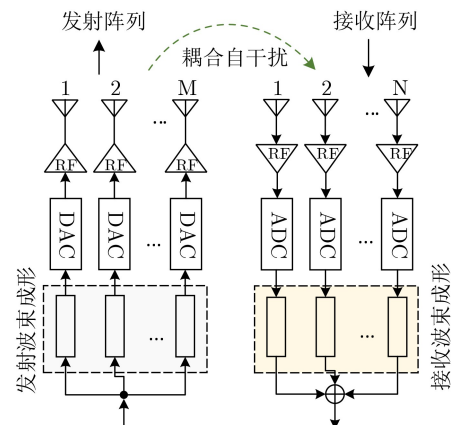 发射阵列
接收阵列
耦合自干扰
1 2 ... M
1 2 ... N
RF RF RF
RF RF RF
DAC DAC ... DAC
ADC ADC ... ADC
发射波束成形
...
...
接收波束成形